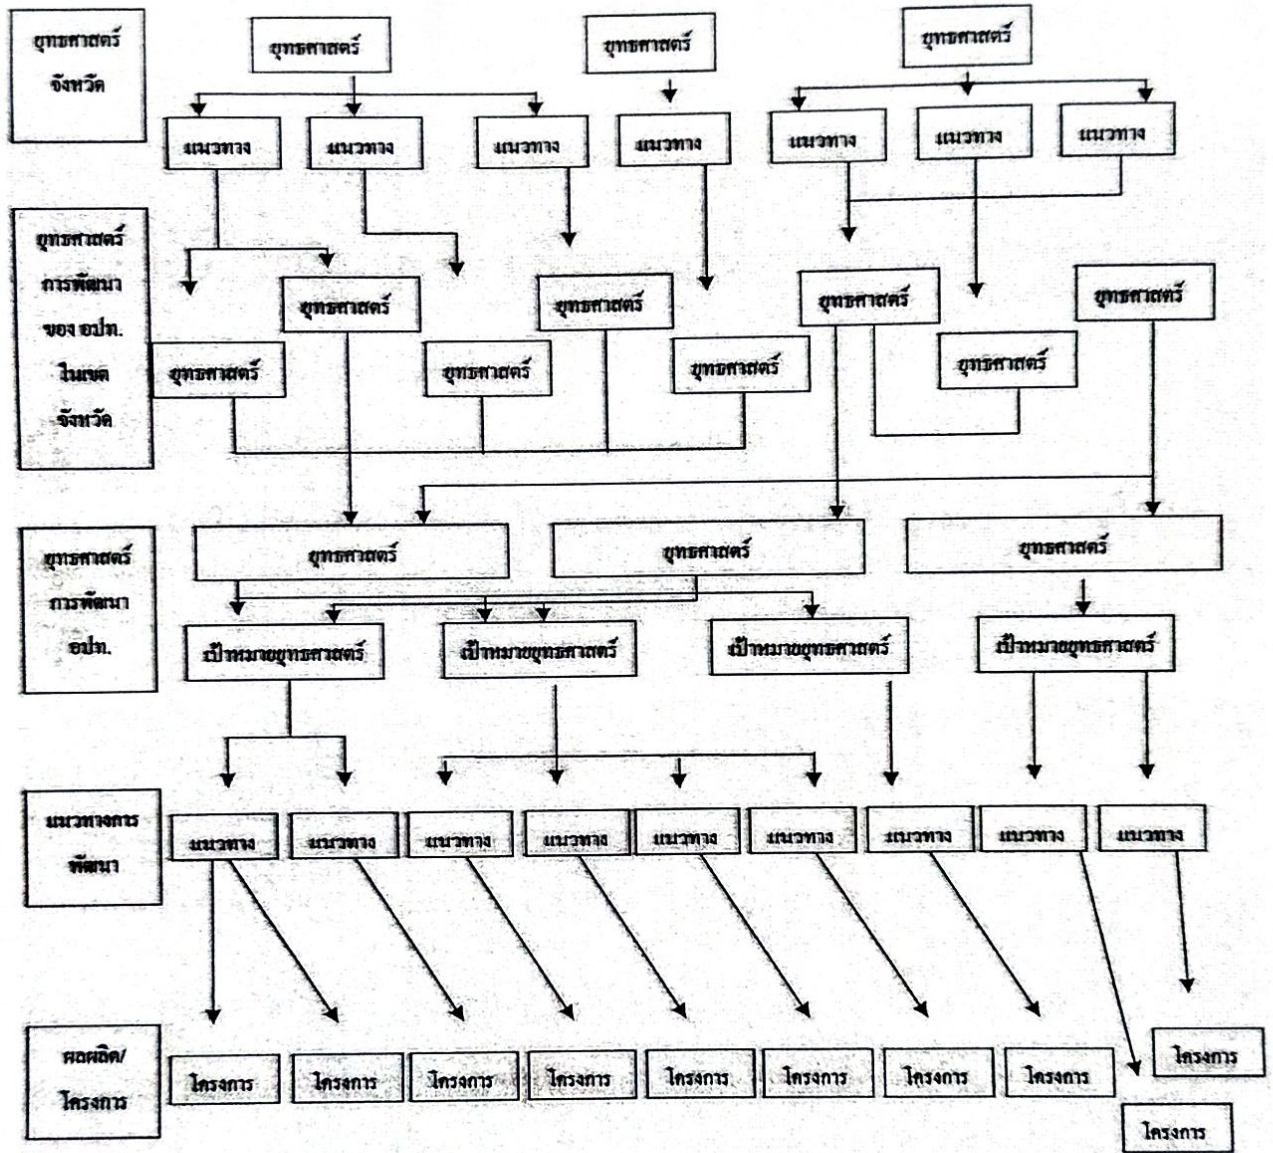 ยุทธศาสตร์
จังหวัด
ยุทธศาสตร์
ยุทธศาสตร์
ยุทธศาสตร์
แนวทาง
แนวทาง
แนวทาง
แนวทาง
แนวทาง
แนวทาง
แนวทาง
ยุทธศาสตร์
การพัฒนา
ของ อปท.
ในเขต
จังหวัด
ยุทธศาสตร์
ยุทธศาสตร์
ยุทธศาสตร์
ยุทธศาสตร์
ยุทธศาสตร์
ยุทธศาสตร์
ยุทธศาสตร์
ยุทธศาสตร์
ยุทธศาสตร์
การพัฒนา
อปท.
ยุทธศาสตร์
ยุทธศาสตร์
ยุทธศาสตร์
เป้าหมายยุทธศาสตร์
เป้าหมายยุทธศาสตร์
เป้าหมายยุทธศาสตร์
เป้าหมายยุทธศาสตร์
แนวทางการ
พัฒนา
แนวทาง
แนวทาง
แนวทาง
แนวทาง
แนวทาง
แนวทาง
แนวทาง
แนวทาง
แนวทาง
ผลผลิต/
โครงการ
โครงการ
โครงการ
โครงการ
โครงการ
โครงการ
โครงการ
โครงการ
โครงการ
โครงการ
โครงการ